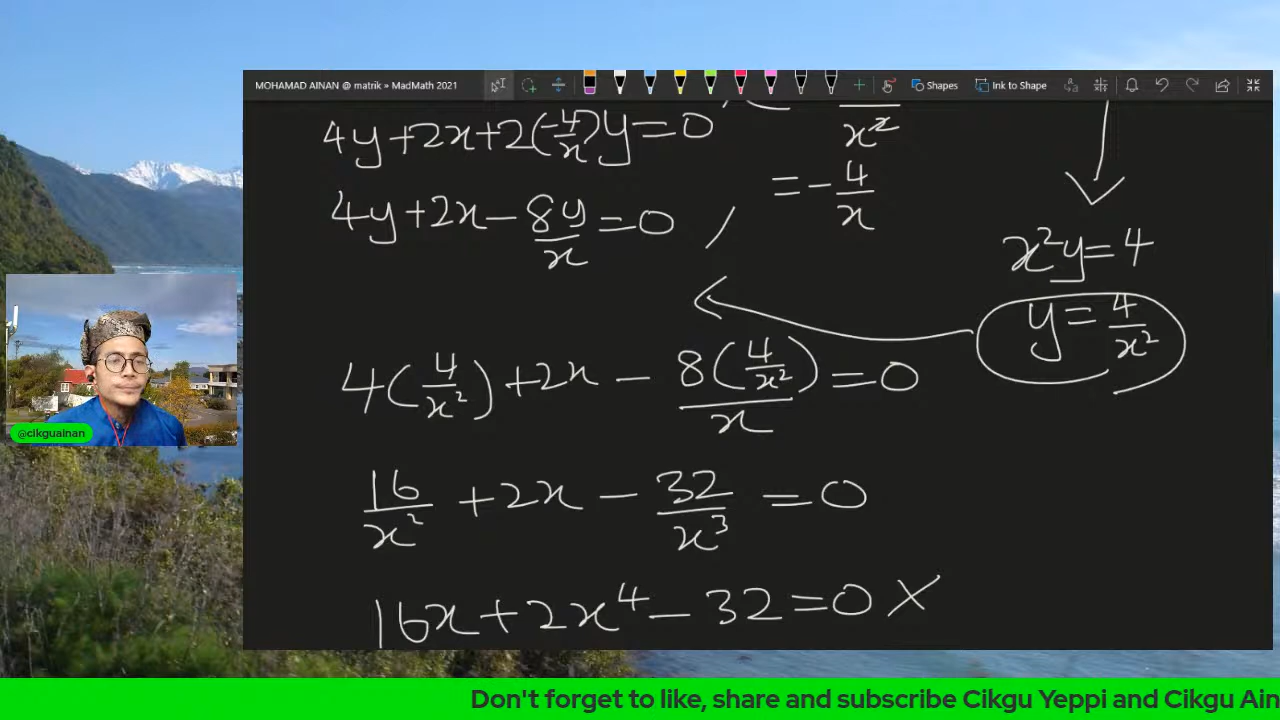 MOHAMAD AINAN @ matrik » MadMath 2021
Shapes
Ink to Shape
4y+2x+2(-4/x)y=0
x²
=-4/x
4y+2x-8y/x=0,
x²y=4
y=4/x²
4(4/x²)+2x-8(4/x²)/x=0
@cikguainan
16/x²+2x-32/x³=0
16x+2x⁴-32=0 ×
Don't forget to like, share and subscribe Cikgu Yeppi and Cikgu Ain